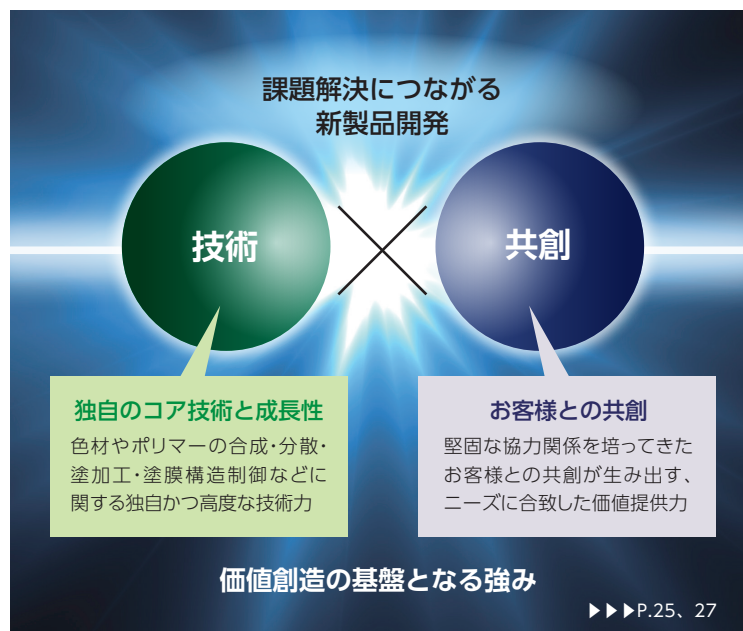 課題解決につながる
新製品開発
技術
共創
独自のコア技術と成長性
色材やポリマーの合成・分散・
塗加工・塗膜構造制御などに
関する独自かつ高度な技術力
お客様との共創
堅固な協力関係を培ってきた
お客様との共創が生み出す、
ニーズに合致した価値提供力
価値創造の基盤となる強み
▶▶▶P.25、27